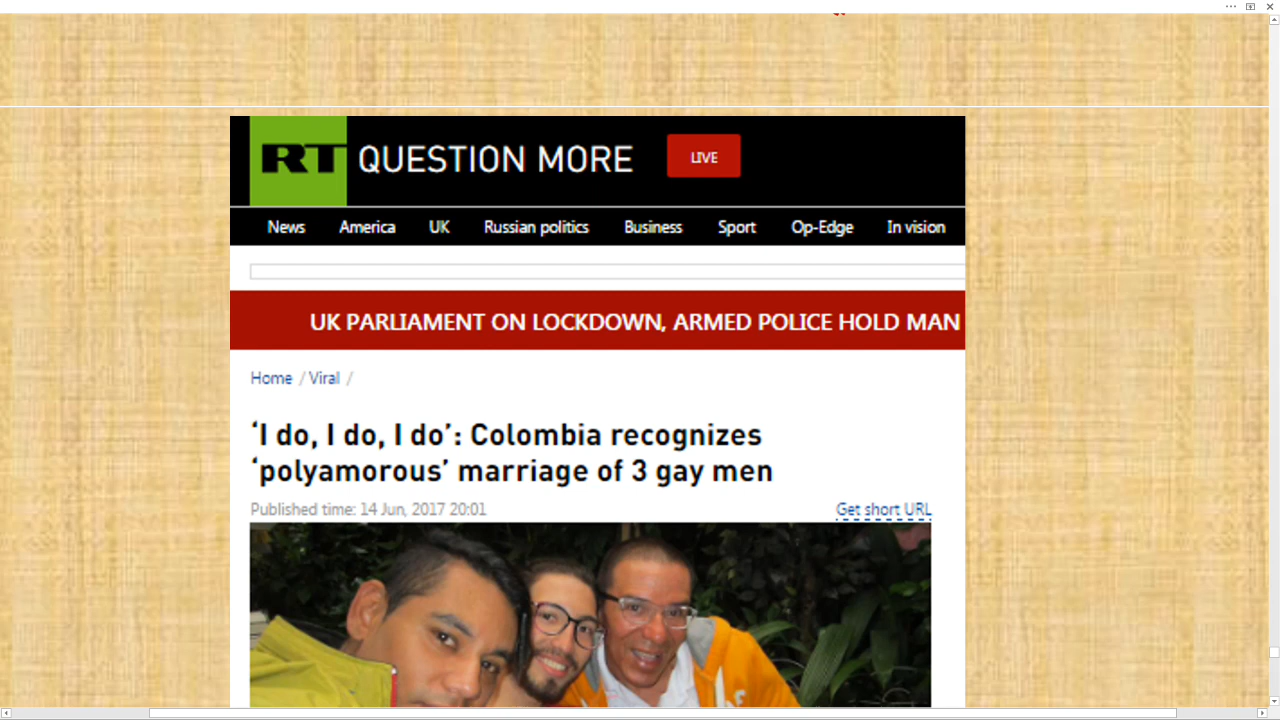 RT QUESTION MORE LIVE
News America UK Russian politics Business Sport Op-Edge In vision
UK PARLIAMENT ON LOCKDOWN, ARMED POLICE HOLD MAN
Home / Viral /
‘I do, I do, I do’: Colombia recognizes
‘polyamorous’ marriage of 3 gay men
Published time: 14 Jun, 2017 20:01 Get short URL